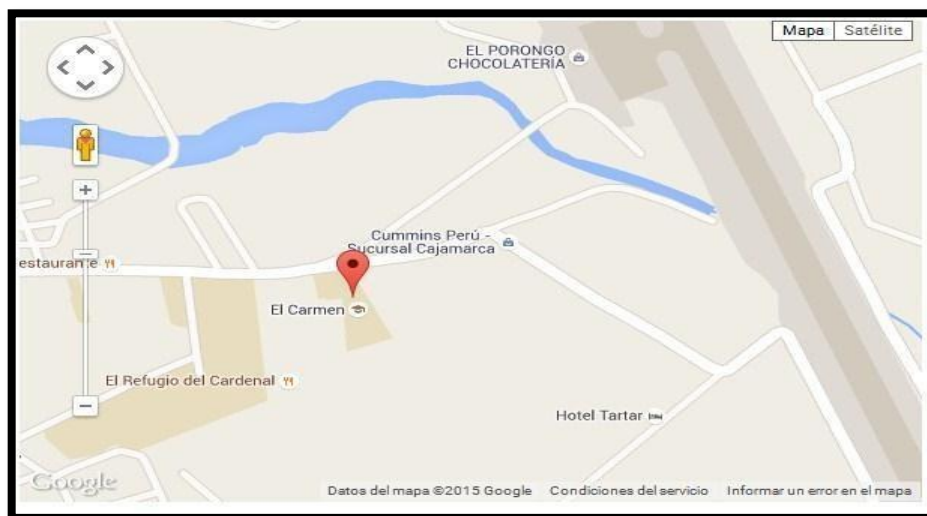 Mapa
Satélite
EL PORONGO
CHOCOLATERÍA
Cummins Perú -
Sucursal Cajamarca
estaurante
El Carmen
El Refugio del Cardenal
Hotel Tartar
Google
Datos del mapa ©2015 Google
Condiciones del servicio
Informar un error en el mapa